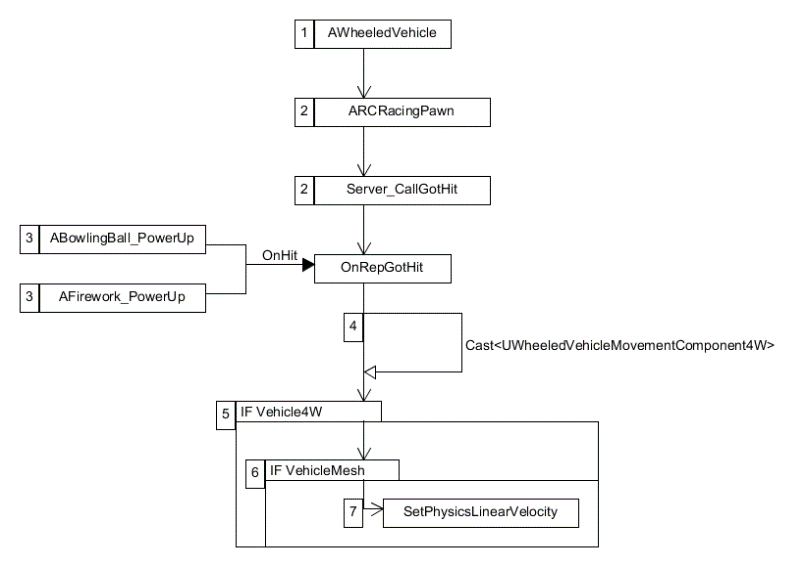 1 AWheeledVehicle
2 ARCRacingPawn
2 Server_CallGotHit
3 ABowlingBall_PowerUp
OnHit
OnRepGotHit
3 AFirework_PowerUp
4
Cast<UWheeledVehicleMovementComponent4W>
5 IF Vehicle4W
6 IF VehicleMesh
7 SetPhysicsLinearVelocity